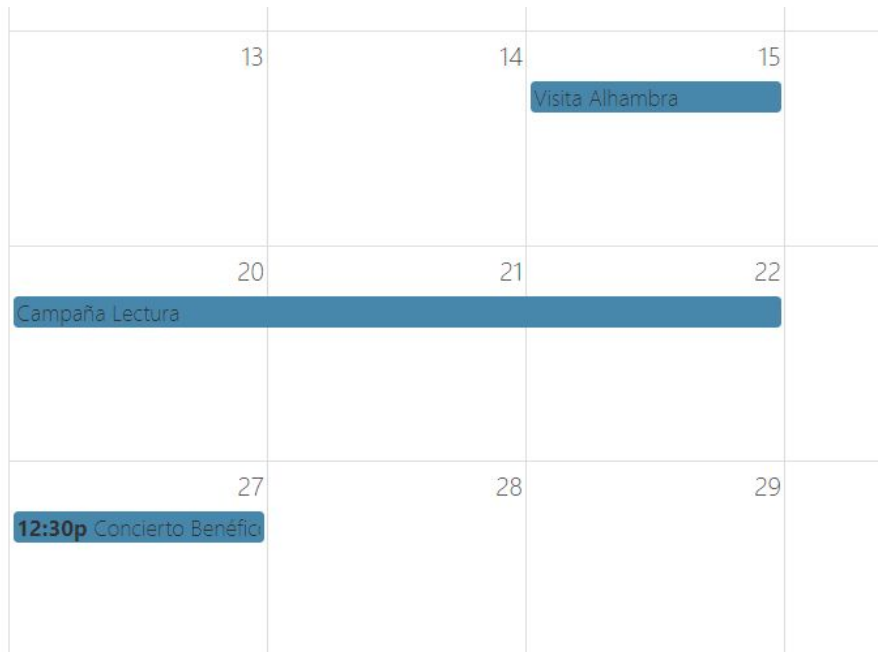 13 14 15
Visita Alhambra
20 21 22
Campaña Lectura
27 28 29
12:30p Concierto Benéfic